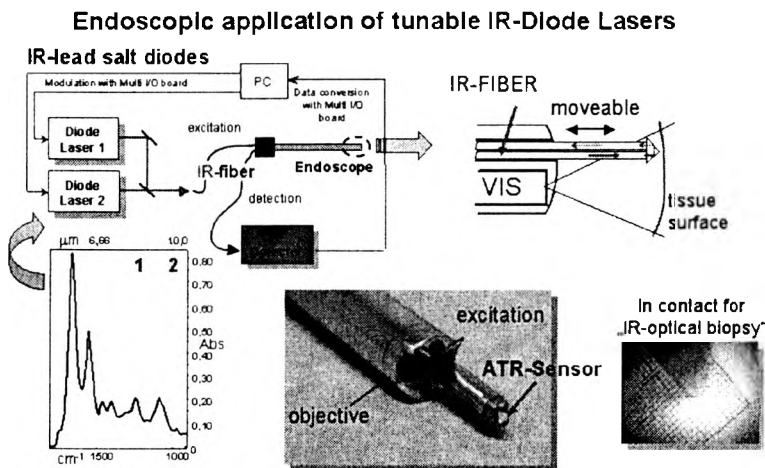 Endoscopic application of tunable IR-Diode Lasers
IR-lead salt diodes
Modulation with Multi I/O board
PC
Data conversion
with Multi I/O
board
Diode
Laser 1
Diode
Laser 2
excitation
IR-fiber
Endoscope
detection
IR-FIBER
moveable
VIS
tissue
surface
µm 6,66 10,0
1 2
0,80
0,70
0,60
0,50
0,40
Abs
0,30
0,20
0,10
0,0
cm-1 1500 1000
excitation
ATR-Sensor
objective
In contact for
„IR-optical biopsy“